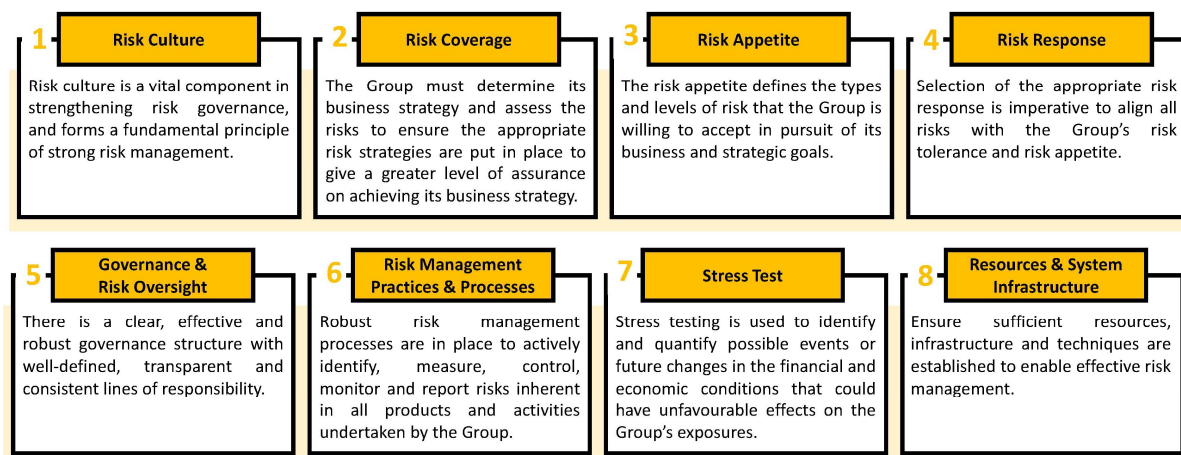 1 Risk Culture
Risk culture is a vital component in
strengthening risk governance,
and forms a fundamental principle
of strong risk management.
2 Risk Coverage
The Group must determine its
business strategy and assess the
risks to ensure the appropriate
risk strategies are put in place to
give a greater level of assurance
on achieving its business strategy.
3 Risk Appetite
The risk appetite defines the types
and levels of risk that the Group is
willing to accept in pursuit of its
business and strategic goals.
4 Risk Response
Selection of the appropriate risk
response is imperative to align all
risks with the Group's risk
tolerance and risk appetite.
5 Governance &
Risk Oversight
There is a clear, effective and
robust governance structure with
well-defined, transparent and
consistent lines of responsibility.
6 Risk Management
Practices & Processes
Robust risk management
processes are in place to actively
identify, measure, control,
monitor and report risks inherent
in all products and activities
undertaken by the Group.
7 Stress Test
Stress testing is used to identify
and quantify possible events or
future changes in the financial and
economic conditions that could
have unfavourable effects on the
Group's exposures.
8 Resources & System
Infrastructure
Ensure sufficient resources,
infrastructure and techniques are
established to enable effective risk
management.